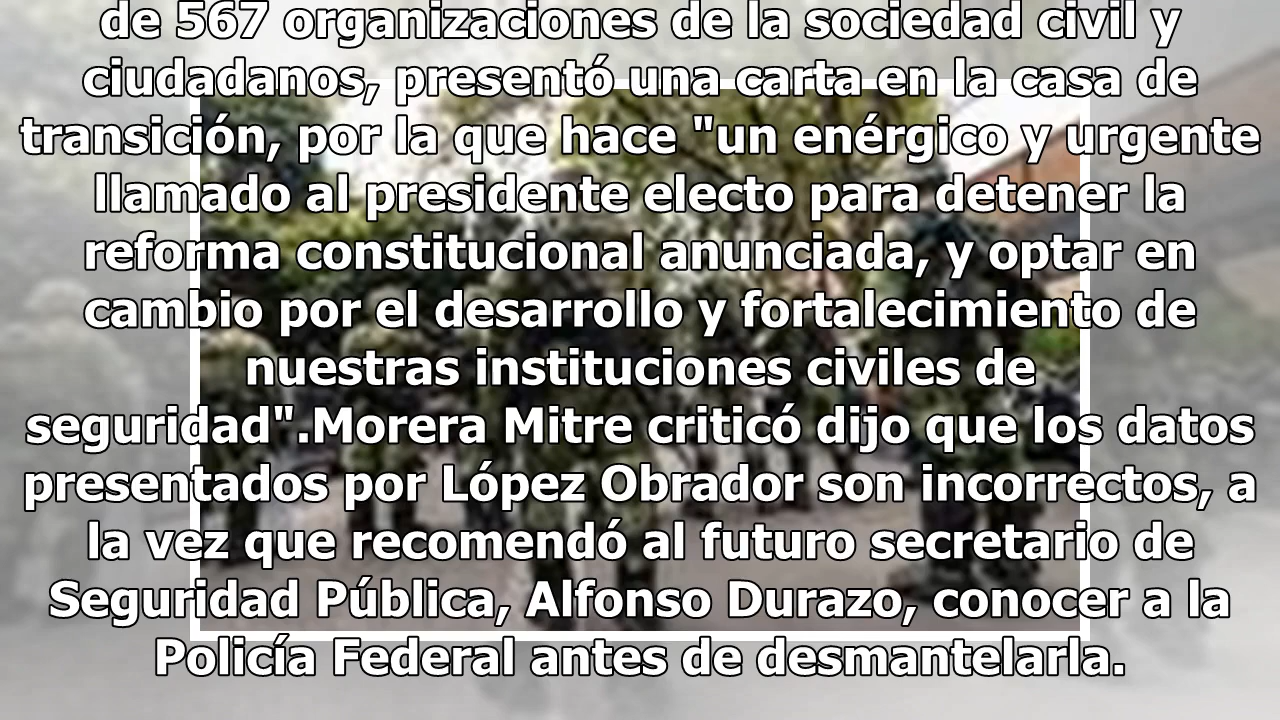 de 567 organizaciones de la sociedad civil y
ciudadanos, presentó una carta en la casa de
transición, por la que hace "un enérgico y urgente
llamado al presidente electo para detener la
reforma constitucional anunciada, y optar en
cambio por el desarrollo y fortalecimiento de
nuestras instituciones civiles de
seguridad".Morera Mitre criticó dijo que los datos
presentados por López Obrador son incorrectos, a
la vez que recomendó al futuro secretario de
Seguridad Pública, Alfonso Durazo, conocer a la
Policía Federal antes de desmantelarla.